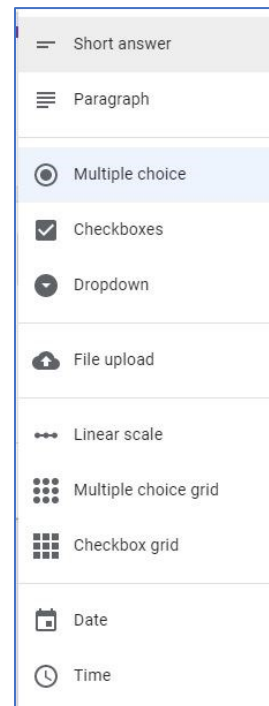 Short answer
Paragraph
Multiple choice
Checkboxes
Dropdown
File upload
Linear scale
Multiple choice grid
Checkbox grid
Date
Time